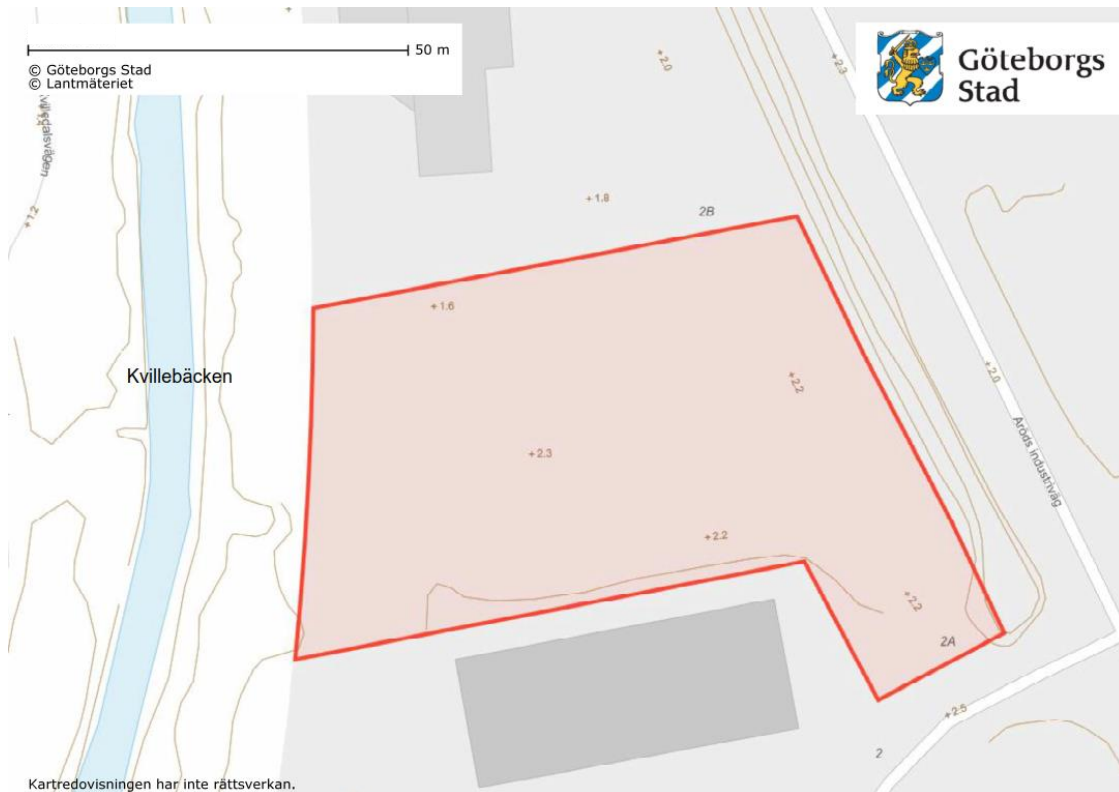 50 m
© Göteborgs Stad
© Lantmäteriet
Göteborgs
Stad
+2.0
+2.3
+1.2
+1.8
2B
+1.6
Kvillebäcken
+2.2
+2.0
Aröds Industriväg
+2.3
+2.2
+2.2
2A
+2.5
2
Kartredovisningen har inte rättsverkan.